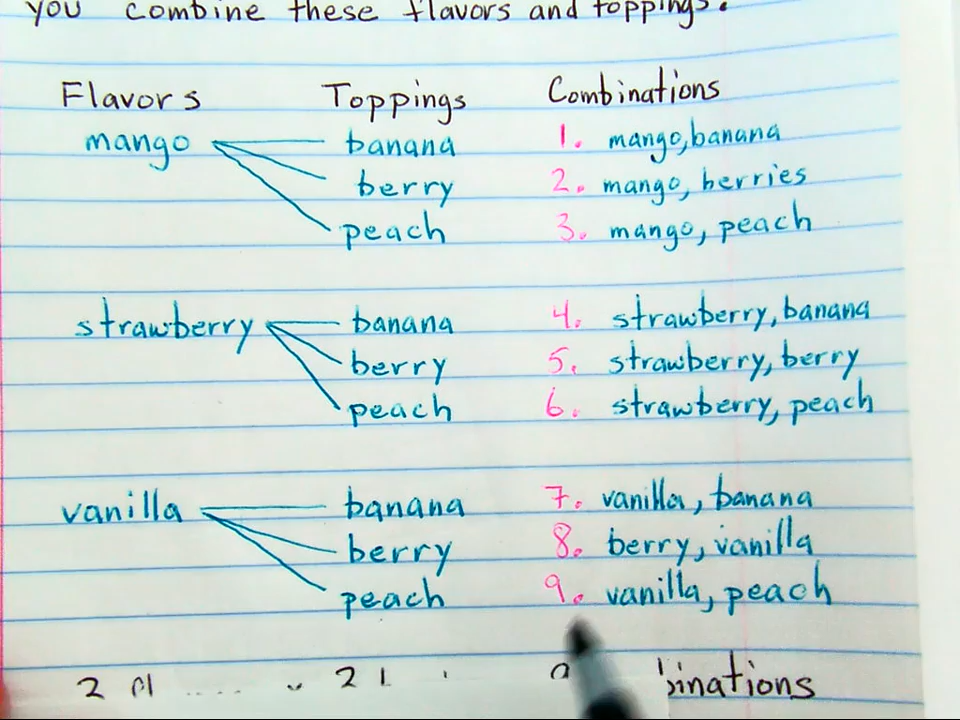 you combine these flavors and toppings.
Flavors Toppings Combinations
mango banana 1. mango, banana
berry 2. mango, berries
peach 3. mango, peach
strawberry banana 4. strawberry, banana
berry 5. strawberry, berry
peach 6. strawberry, peach
vanilla banana 7. vanilla, banana
berry 8. berry, vanilla
peach 9. vanilla, peach